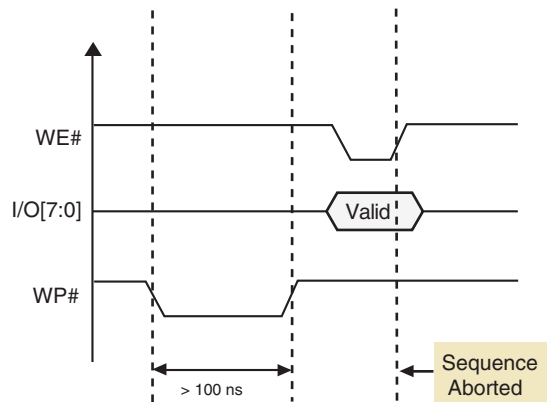 WE#
I/O[7:0]
Valid
WP#
> 100 ns
Sequence
Aborted